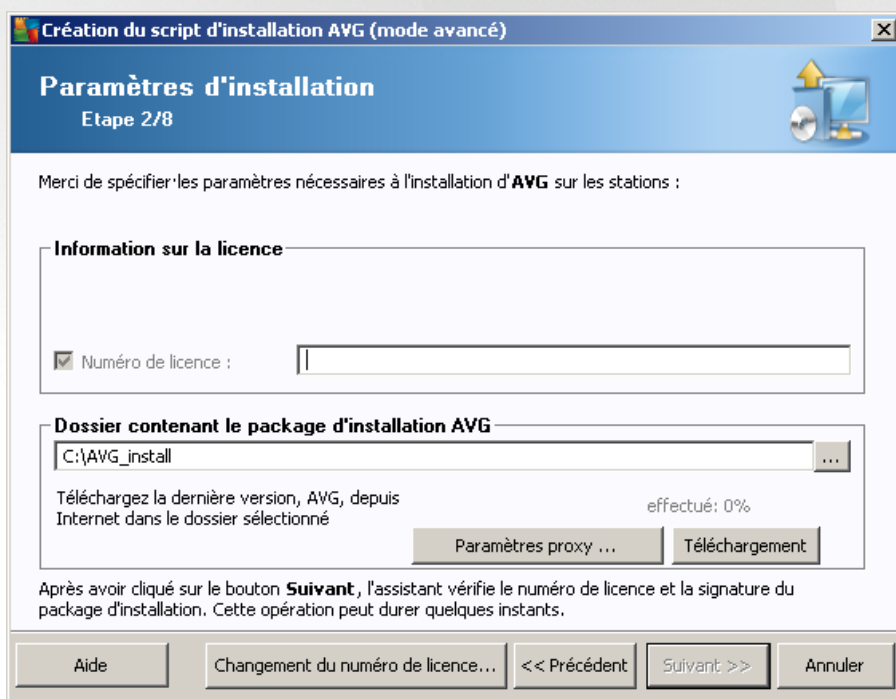 Création du script d'installation AVG (mode avancé)
Paramètres d'installation
Etape 2/8
Merci de spécifier·les paramètres nécessaires à l'installation d'AVG sur les stations :
Information sur la licence
Numéro de licence :
Dossier contenant le package d'installation AVG
C:\AVG_install
...
Téléchargez la dernière version, AVG, depuis
Internet dans le dossier sélectionné
effectué: 0%
Paramètres proxy ...
Téléchargement
Après avoir cliqué sur le bouton Suivant, l'assistant vérifie le numéro de licence et la signature du
package d'installation. Cette opération peut durer quelques instants.
Aide
Changement du numéro de licence...
<< Précédent
Suivant >>
Annuler